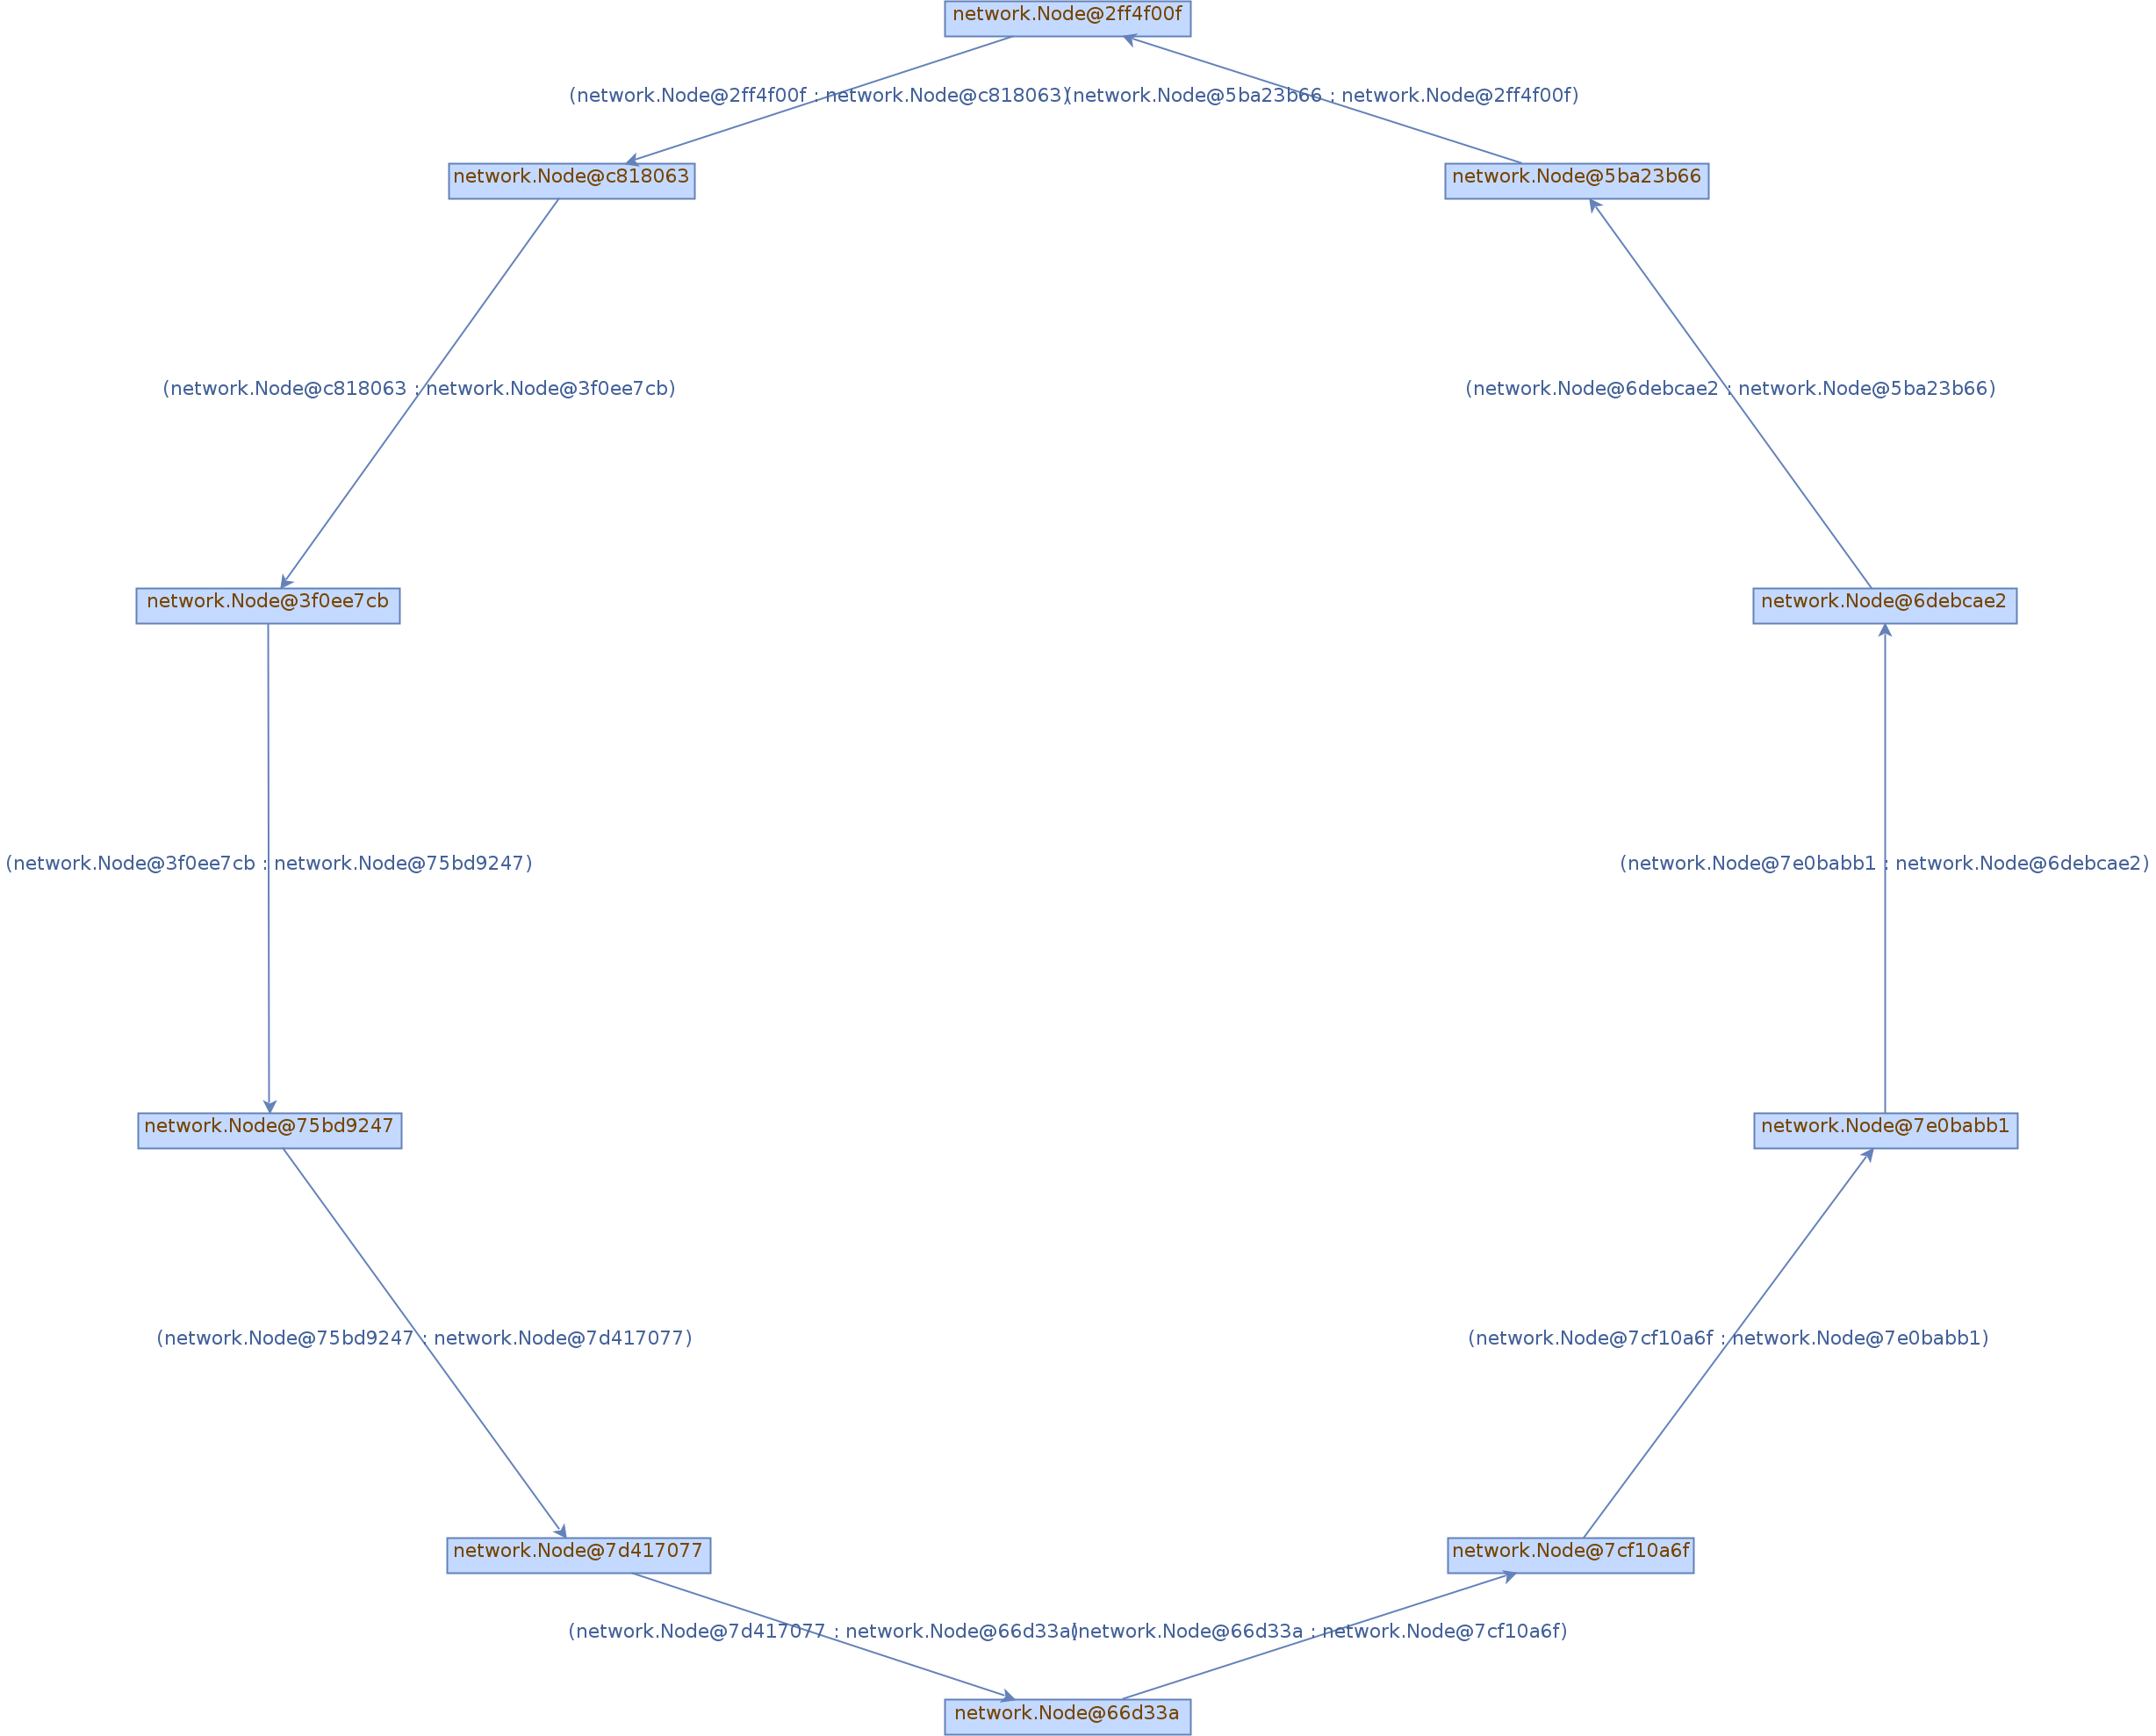 network.Node@2ff4f00f
(network.Node@2ff4f00f : network.Node@c818063)
(network.Node@5ba23b66 : network.Node@2ff4f00f)
network.Node@c818063
network.Node@5ba23b66
(network.Node@c818063 : network.Node@3f0ee7cb)
(network.Node@6debcae2 : network.Node@5ba23b66)
network.Node@3f0ee7cb
network.Node@6debcae2
(network.Node@3f0ee7cb : network.Node@75bd9247)
(network.Node@7e0babb1 : network.Node@6debcae2)
network.Node@75bd9247
network.Node@7e0babb1
(network.Node@75bd9247 : network.Node@7d417077)
(network.Node@7cf10a6f : network.Node@7e0babb1)
network.Node@7d417077
network.Node@7cf10a6f
(network.Node@7d417077 : network.Node@66d33a)
(network.Node@66d33a : network.Node@7cf10a6f)
network.Node@66d33a